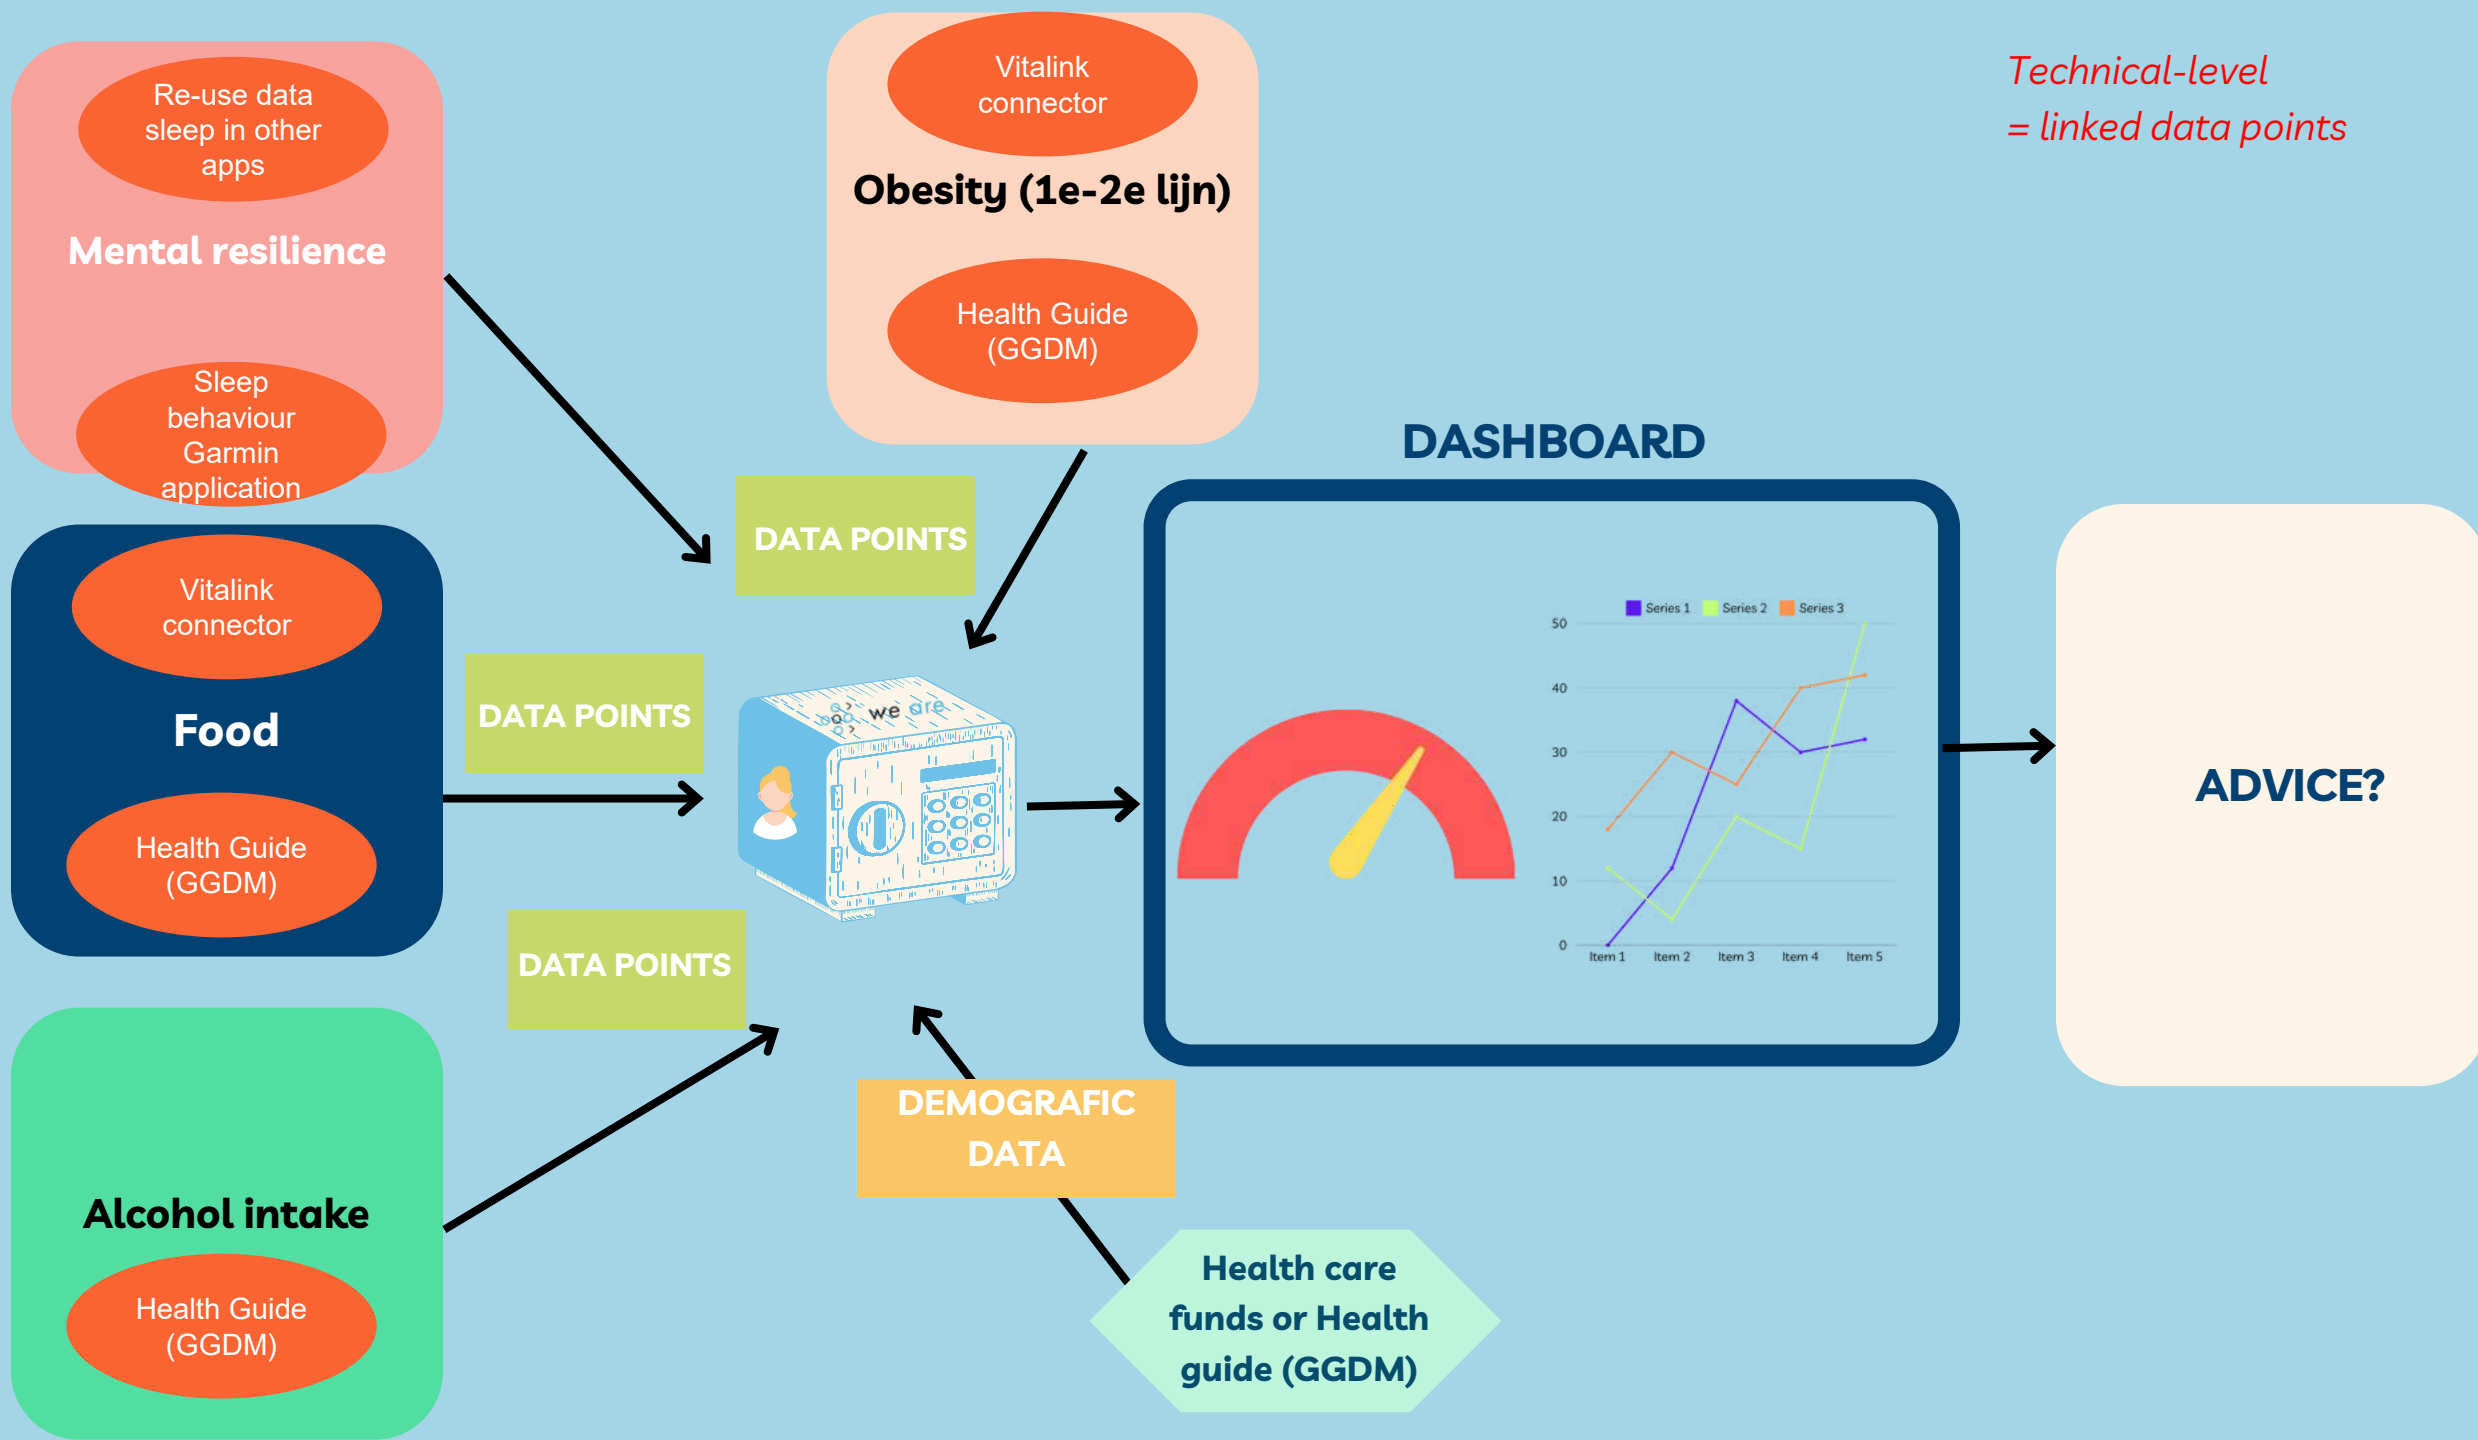 Re-use data
sleep in other
apps
Mental resilience
Sleep
behaviour
Garmin
application
Vitalink
connector
Obesity (1e-2e lijn)
Health Guide
(GGDM)
Technical-level
= linked data points
Vitalink
connector
Food
Health Guide
(GGDM)
Alcohol intake
Health Guide
(GGDM)
DATA POINTS
DATA POINTS
DATA POINTS
we are
DEMOGRAFIC
DATA
Health care
funds or Health
guide (GGDM)
DASHBOARD
Series 1 Series 2 Series 3
50
40
30
20
10
0
Item 1 Item 2 Item 3 Item 4 Item 5
ADVICE?